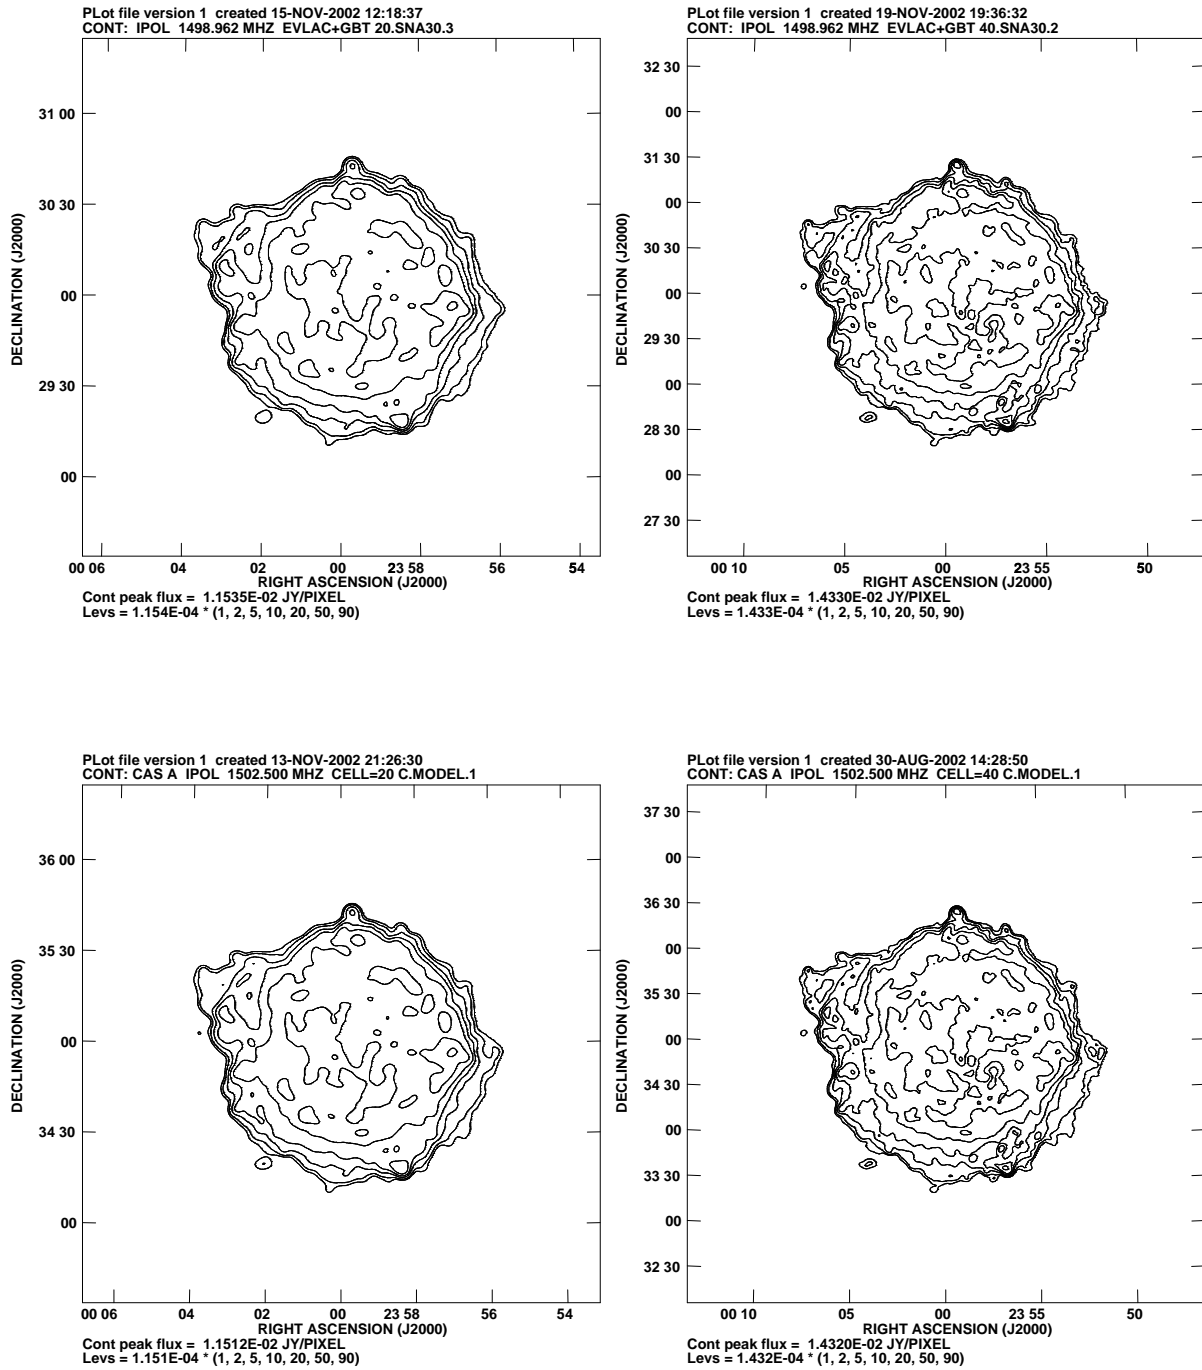 PLot file version 1 created 15-NOV-2002 12:18:37
CONT: IPOL 1498.962 MHZ EVLAC+GBT 20.SNA30.3
DECLINATION (J2000)
31 00
30 30
00
29 30
00
00 06 04 02 00 23 58 56 54
RIGHT ASCENSION (J2000)
Cont peak flux = 1.1535E-02 JY/PIXEL
Levs = 1.154E-04 * (1, 2, 5, 10, 20, 50, 90)
PLot file version 1 created 19-NOV-2002 19:36:32
CONT: IPOL 1498.962 MHZ EVLAC+GBT 40.SNA30.2
DECLINATION (J2000)
32 30
00
31 30
00
30 30
00
29 30
00
28 30
00
27 30
00 10 05 00 23 55 50
RIGHT ASCENSION (J2000)
Cont peak flux = 1.4330E-02 JY/PIXEL
Levs = 1.433E-04 * (1, 2, 5, 10, 20, 50, 90)
PLot file version 1 created 13-NOV-2002 21:26:30
CONT: CAS A IPOL 1502.500 MHZ CELL=20 C.MODEL.1
DECLINATION (J2000)
36 00
35 30
00
34 30
00
00 06 04 02 00 23 58 56 54
RIGHT ASCENSION (J2000)
Cont peak flux = 1.1512E-02 JY/PIXEL
Levs = 1.151E-04 * (1, 2, 5, 10, 20, 50, 90)
PLot file version 1 created 30-AUG-2002 14:28:50
CONT: CAS A IPOL 1502.500 MHZ CELL=40 C.MODEL.1
DECLINATION (J2000)
37 30
00
36 30
00
35 30
00
34 30
00
33 30
00
32 30
00 10 05 00 23 55 50
RIGHT ASCENSION (J2000)
Cont peak flux = 1.4320E-02 JY/PIXEL
Levs = 1.432E-04 * (1, 2, 5, 10, 20, 50, 90)